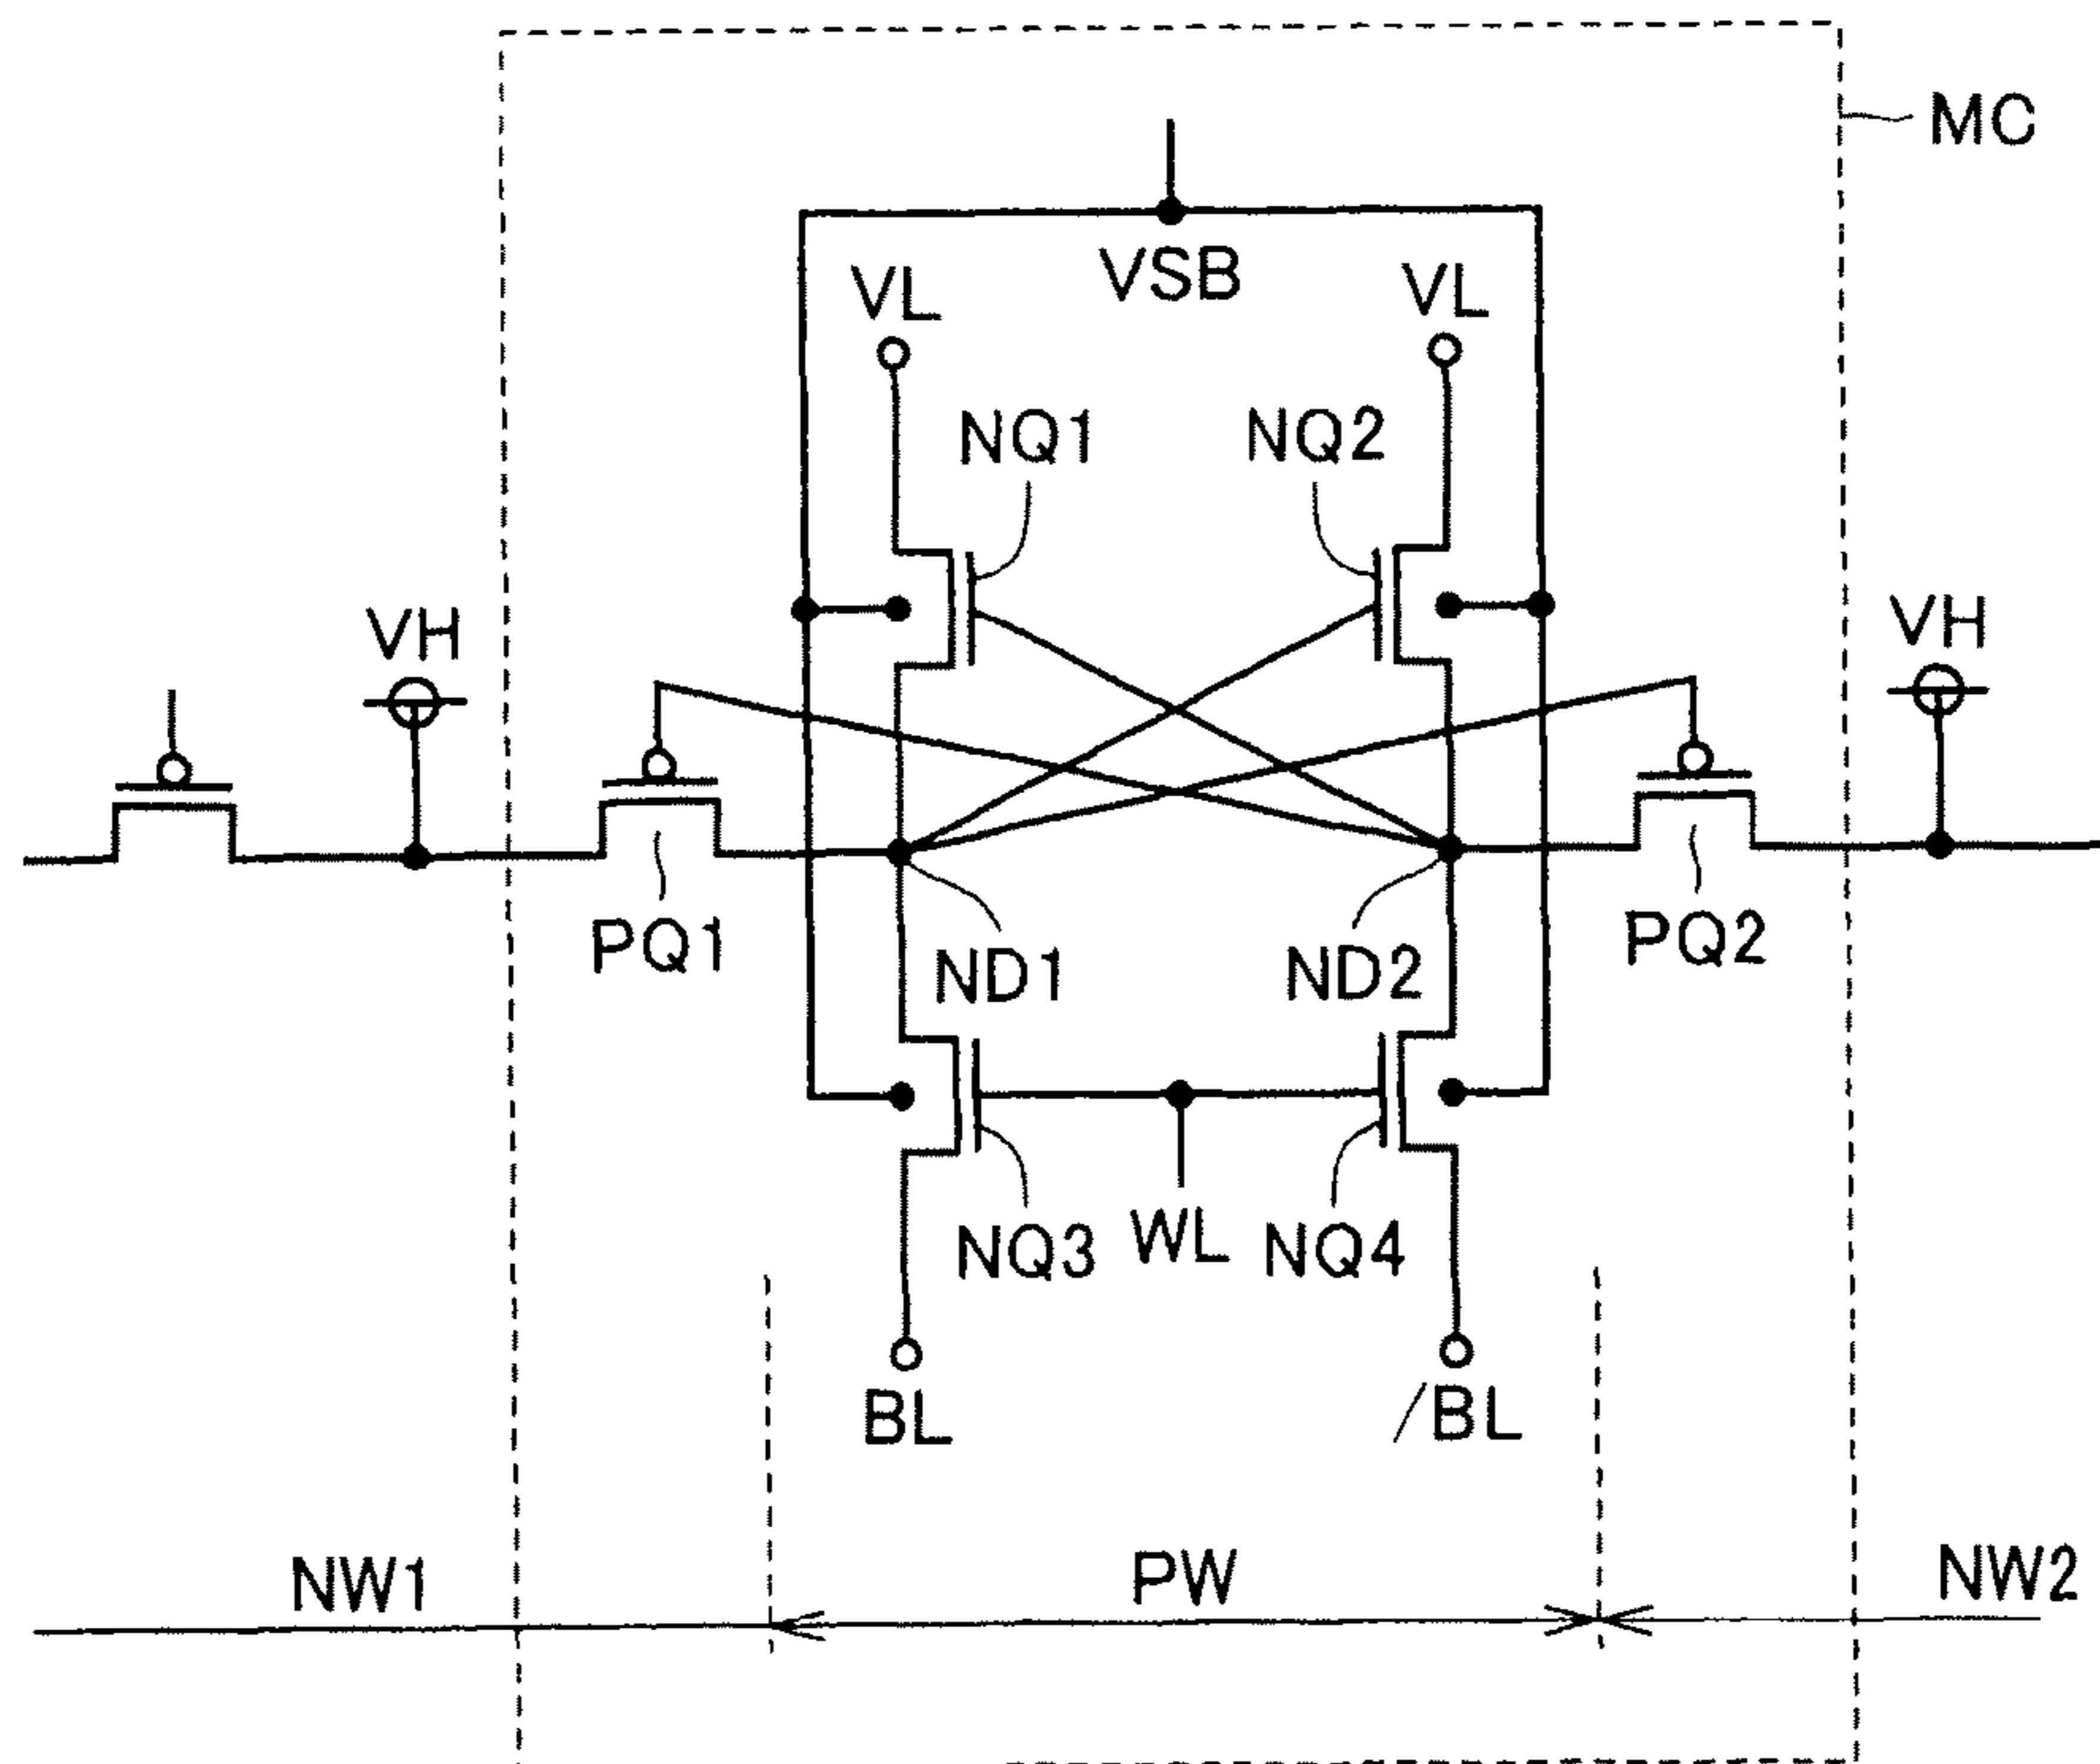 MC
VSB
VL VL
NQ1 NQ2
VH VH
PQ1 PQ2
ND1 ND2
NQ3 WL NQ4
BL /BL
NW1 PW NW2